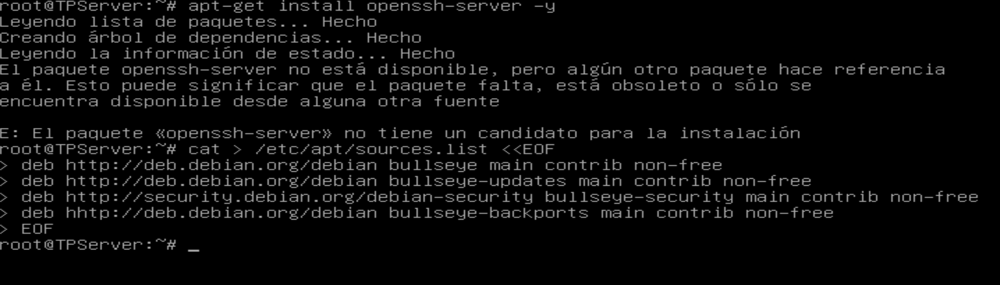 root@TPServer:~# apt-get install openssh-server -y
Leyendo lista de paquetes... Hecho
Creando árbol de dependencias... Hecho
Leyendo la información de estado... Hecho
El paquete openssh-server no está disponible, pero algún otro paquete hace referencia
a él. Esto puede significar que el paquete falta, está obsoleto o sólo se
encuentra disponible desde alguna otra fuente
E: El paquete «openssh-server» no tiene un candidato para la instalación
root@TPServer:~# cat > /etc/apt/sources.list <<EOF
> deb http://deb.debian.org/debian bullseye main contrib non-free
> deb http://deb.debian.org/debian bullseye-updates main contrib non-free
> deb http://security.debian.org/debian-security bullseye-security main contrib non-free
> deb hhtp://deb.debian.org/debian bullseye-backports main contrib non-free
> EOF
root@TPServer:~# _